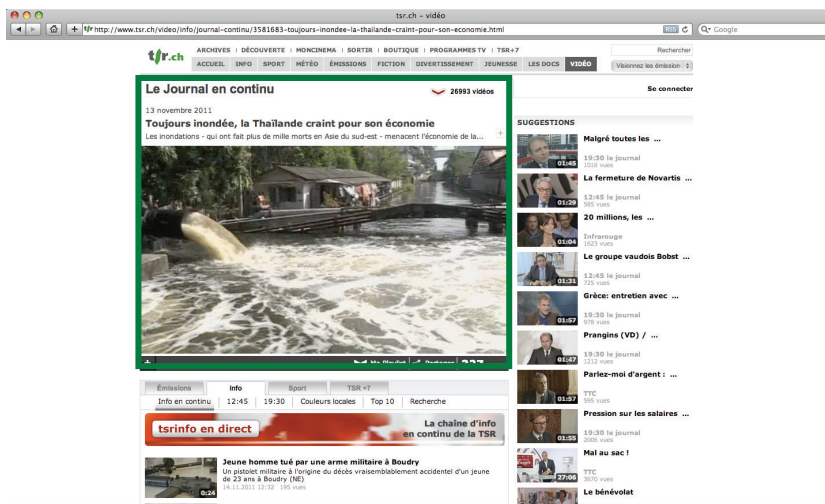 tsr.ch – vidéo
http://www.tsr.ch/video/info/journal-continu/3581683-toujours-inondee-la-thailande-craint-pour-son-economie.html
RSS
Google
tsr.ch
ARCHIVES | DÉCOUVERTE | MONCINEMA | SORTIR | BOUTIQUE | PROGRAMMES TV | TSR+7
Rechercher
ACCUEIL INFO SPORT MÉTÉO ÉMISSIONS FICTION DIVERTISSEMENT JEUNESSE LES DOCS VIDÉO
Visionnez les émission
Le Journal en continu
26993 vidéos
Se connecter
13 novembre 2011
Toujours inondée, la Thaïlande craint pour son économie
Les inondations - qui ont fait plus de mille morts en Asie du sud-est - menacent l'économie de la...
SUGGESTIONS
Malgré toutes les ...
19:30 le journal
1016 vues
01:45
La fermeture de Novartis ...
12:45 le journal
585 vues
01:29
20 millions, les ...
Infrarouge
1623 vues
01:04
Le groupe vaudois Bobst ...
12:45 le journal
725 vues
01:31
Grèce: entretien avec ...
19:30 le journal
978 vues
01:57
Prangins (VD) / ...
19:30 le journal
1212 vues
01:47
Parlez-moi d'argent : ...
TTC
595 vues
01:57
Pression sur les salaires ...
19:30 le journal
2006 vues
01:55
Mal au sac !
TTC
3670 vues
27:06
Le bénévolat
Ma Playlist
Partager
Émissions Info Sport TSR +7
Info en continu | 12:45 | 19:30 | Couleurs locales | Top 10 | Recherche
tsrinfo en direct
La chaîne d'info
en continu de la TSR
Jeune homme tué par une arme militaire à Boudry
Un pistolet militaire à l'origine du décès vraisemblablement accidentel d'un jeune
de 23 ans à Boudry (NE)
14.11.2011 12:32 195 vues
0:24